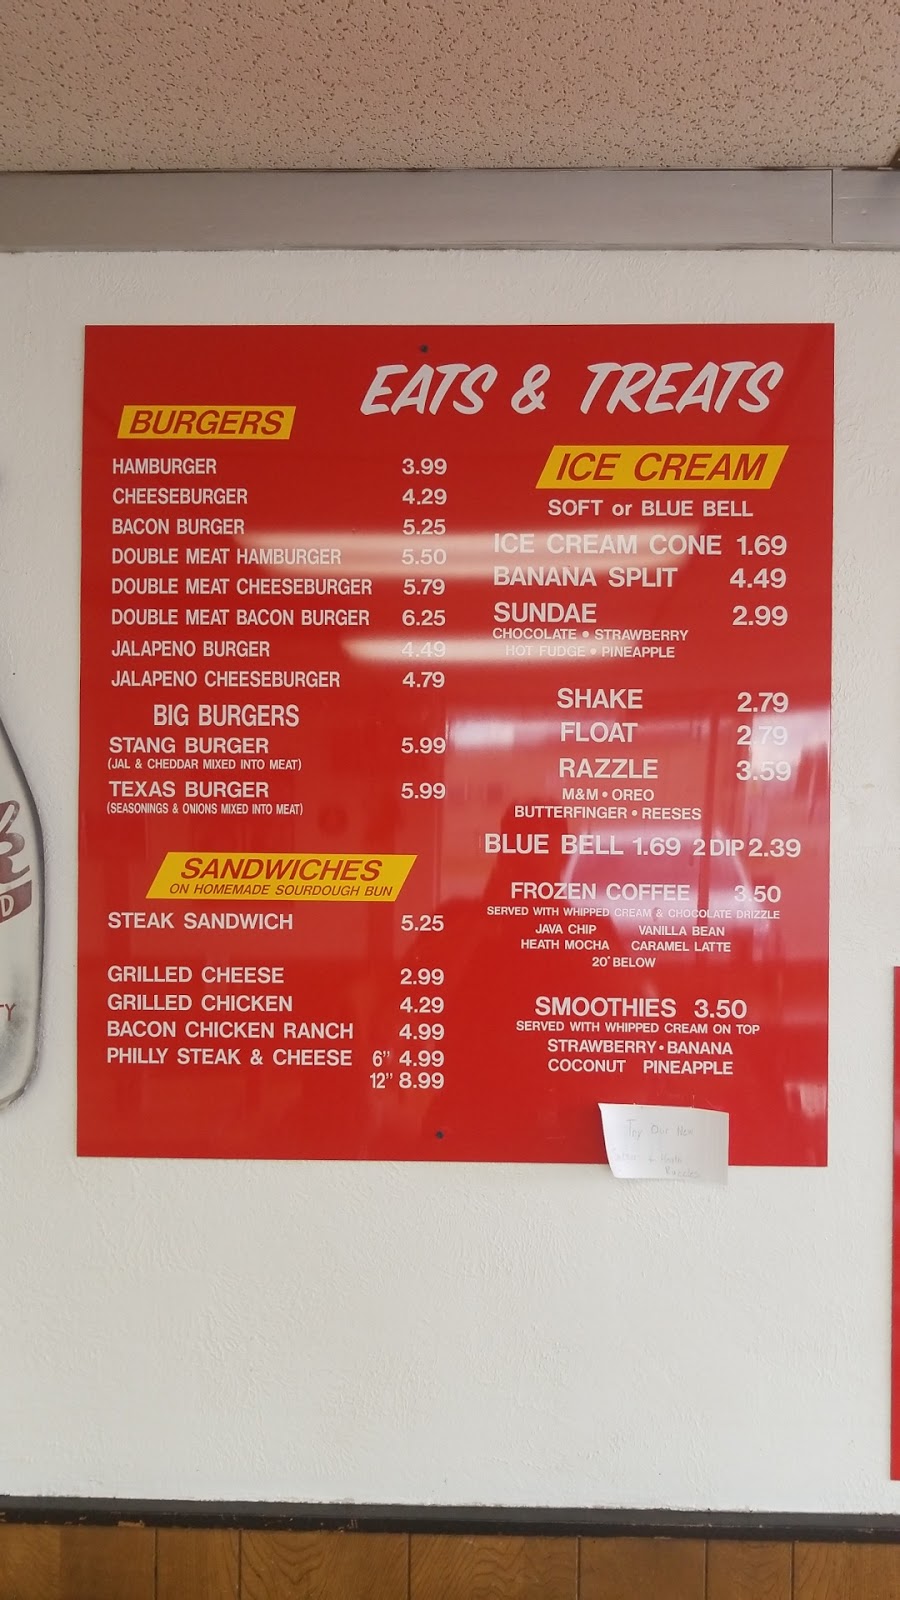 EATS & TREATS
BURGERS
HAMBURGER 3.99
CHEESEBURGER 4.29
BACON BURGER 5.25
DOUBLE MEAT HAMBURGER 5.50
DOUBLE MEAT CHEESEBURGER 5.79
DOUBLE MEAT BACON BURGER 6.25
JALAPENO BURGER 4.49
JALAPENO CHEESEBURGER 4.79
BIG BURGERS
STANG BURGER 5.99
(JAL & CHEDDAR MIXED INTO MEAT)
TEXAS BURGER 5.99
(SEASONINGS & ONIONS MIXED INTO MEAT)
SANDWICHES
ON HOMEMADE SOURDOUGH BUN
STEAK SANDWICH 5.25
GRILLED CHEESE 2.99
GRILLED CHICKEN 4.29
BACON CHICKEN RANCH 4.99
PHILLY STEAK & CHEESE 6" 4.99
12" 8.99
ICE CREAM
SOFT or BLUE BELL
ICE CREAM CONE 1.69
BANANA SPLIT 4.49
SUNDAE 2.99
CHOCOLATE • STRAWBERRY
HOT FUDGE • PINEAPPLE
SHAKE 2.79
FLOAT 2.79
RAZZLE 3.59
M&M • OREO
BUTTERFINGER • REESES
BLUE BELL 1.69 2 DIP 2.39
FROZEN COFFEE 3.50
SERVED WITH WHIPPED CREAM & CHOCOLATE DRIZZLE
JAVA CHIP VANILLA BEAN
HEATH MOCHA CARAMEL LATTE
20° BELOW
SMOOTHIES 3.50
SERVED WITH WHIPPED CREAM ON TOP
STRAWBERRY • BANANA
COCONUT PINEAPPLE
Try Our New
Razzles